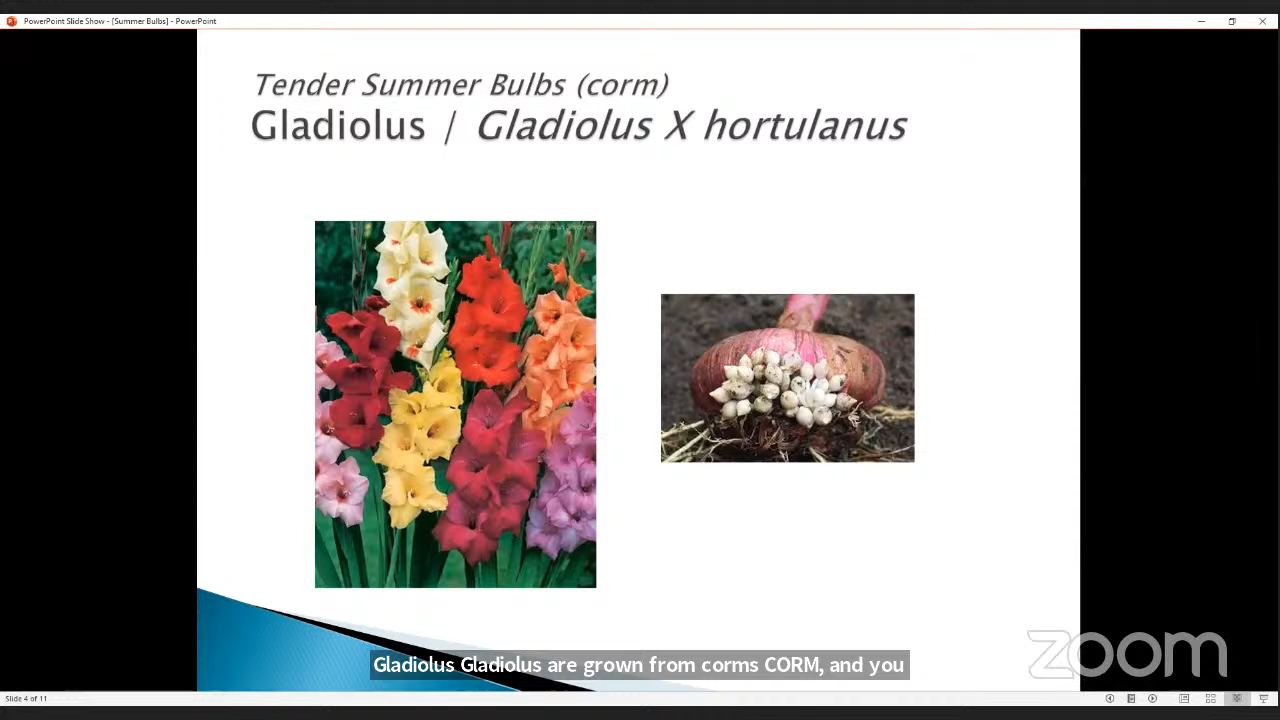 PowerPoint Slide Show - [Summer Bulbs] - PowerPoint
Tender Summer Bulbs (corm)
Gladiolus / Gladiolus X hortulanus
Gladiolus Gladiolus are grown from corms CORM, and you
zoom
Slide 4 of 11